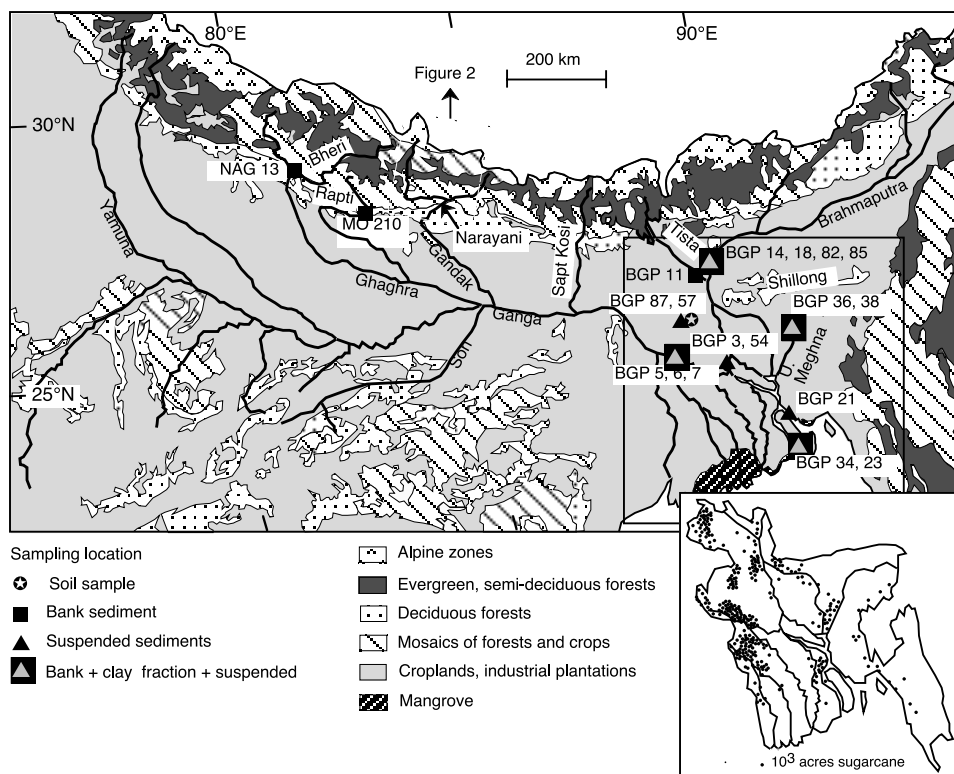 80°E
90°E
Figure 2
200 km
30°N
Bheri
NAG 13
Rapti
MO 210
Narayani
Yamuna
Gandak
Ghaghra
Sapt Kosi
Ganga
Son
Tista
Brahmaputra
BGP 14, 18, 82, 85
BGP 11
Shillong
BGP 87, 57
BGP 36, 38
BGP 3, 54
U. Meghna
25°N
BGP 5, 6, 7
BGP 21
BGP 34, 23
Sampling location
Soil sample
Bank sediment
Suspended sediments
Bank + clay fraction + suspended
Alpine zones
Evergreen, semi-deciduous forests
Deciduous forests
Mosaics of forests and crops
Croplands, industrial plantations
Mangrove
10³ acres sugarcane